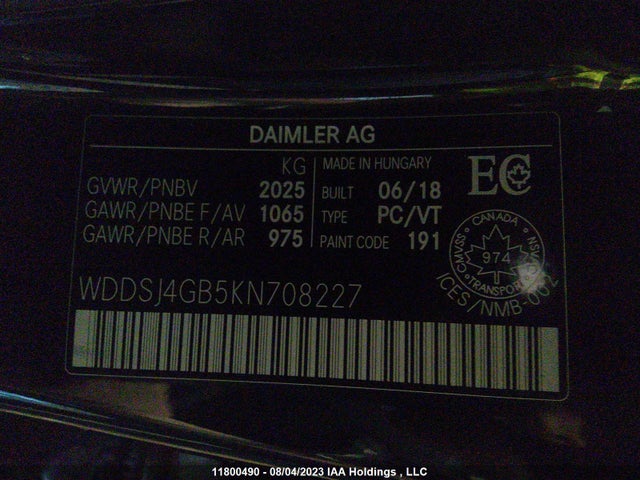 DAIMLER AG
KG
GVWR/PNBV 2025
GAWR/PNBE F/AV 1065
GAWR/PNBE R/AR 975
MADE IN HUNGARY
BUILT 06/18
TYPE PC/VT
PAINT CODE 191
EC
CANADA
974
TRANSPORT
CMVSS
ICES/NMB-002
WDDSJ4GB5KN708227
11800490 - 08/04/2023 IAA Holdings , LLC